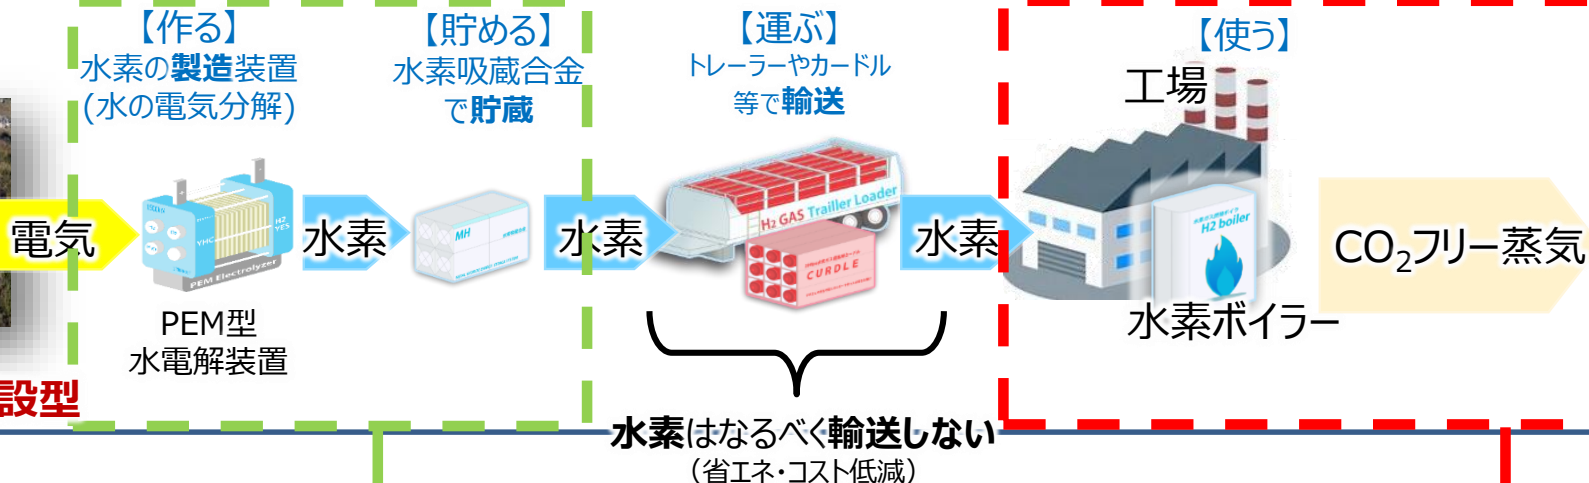 【作る】
水素の製造装置
(水の電気分解)
【貯める】
水素吸蔵合金
で貯蔵
【運ぶ】
トレーラーやカードル
等で輸送
【使う】
工場
電気
水素
水素
水素
CO₂フリー蒸気
YHC
H2
YES
PEM Electrolyzer
MH
H2 GAS Trailler Loader
CURDLE
H2 boiler
PEM型
水電解装置
水素ボイラー
設型
水素はなるべく輸送しない
（省エネ・コスト低減）